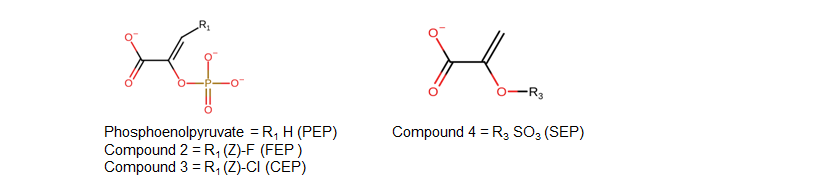 O⁻ R₁ O⁻
O O P O⁻
O
O⁻
O O R₃
Phosphoenolpyruvate = R₁ H (PEP)
Compound 2 = R₁ (Z)-F (FEP )
Compound 3 = R₁ (Z)-Cl (CEP)
Compound 4 = R₃ SO₃ (SEP)